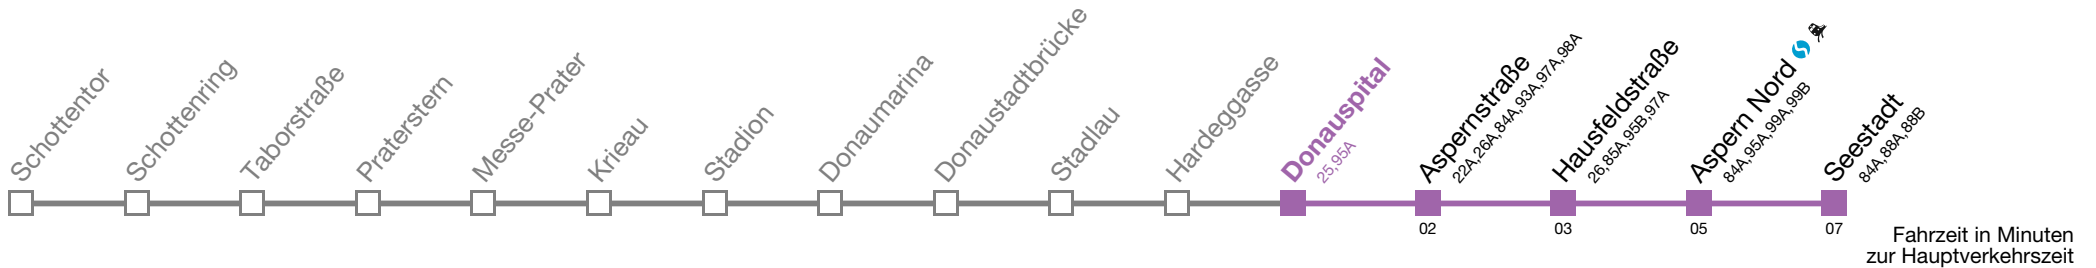 Schottentor
Schottenring
Taborstraße
Praterstern
Messe-Prater
Krieau
Stadion
Donaumarina
Donaustadtbrücke
Stadlau
Hardeggasse
Donauspital
25,95A
Aspernstraße
22A,26A,84A,93A,97A,98A
02
Hausfeldstraße
26,85A,95B,97A
03
Aspern Nord
84A,95A,99A,99B
05
Seestadt
84A,88A,88B
07
Fahrzeit in Minuten
zur Hauptverkehrszeit